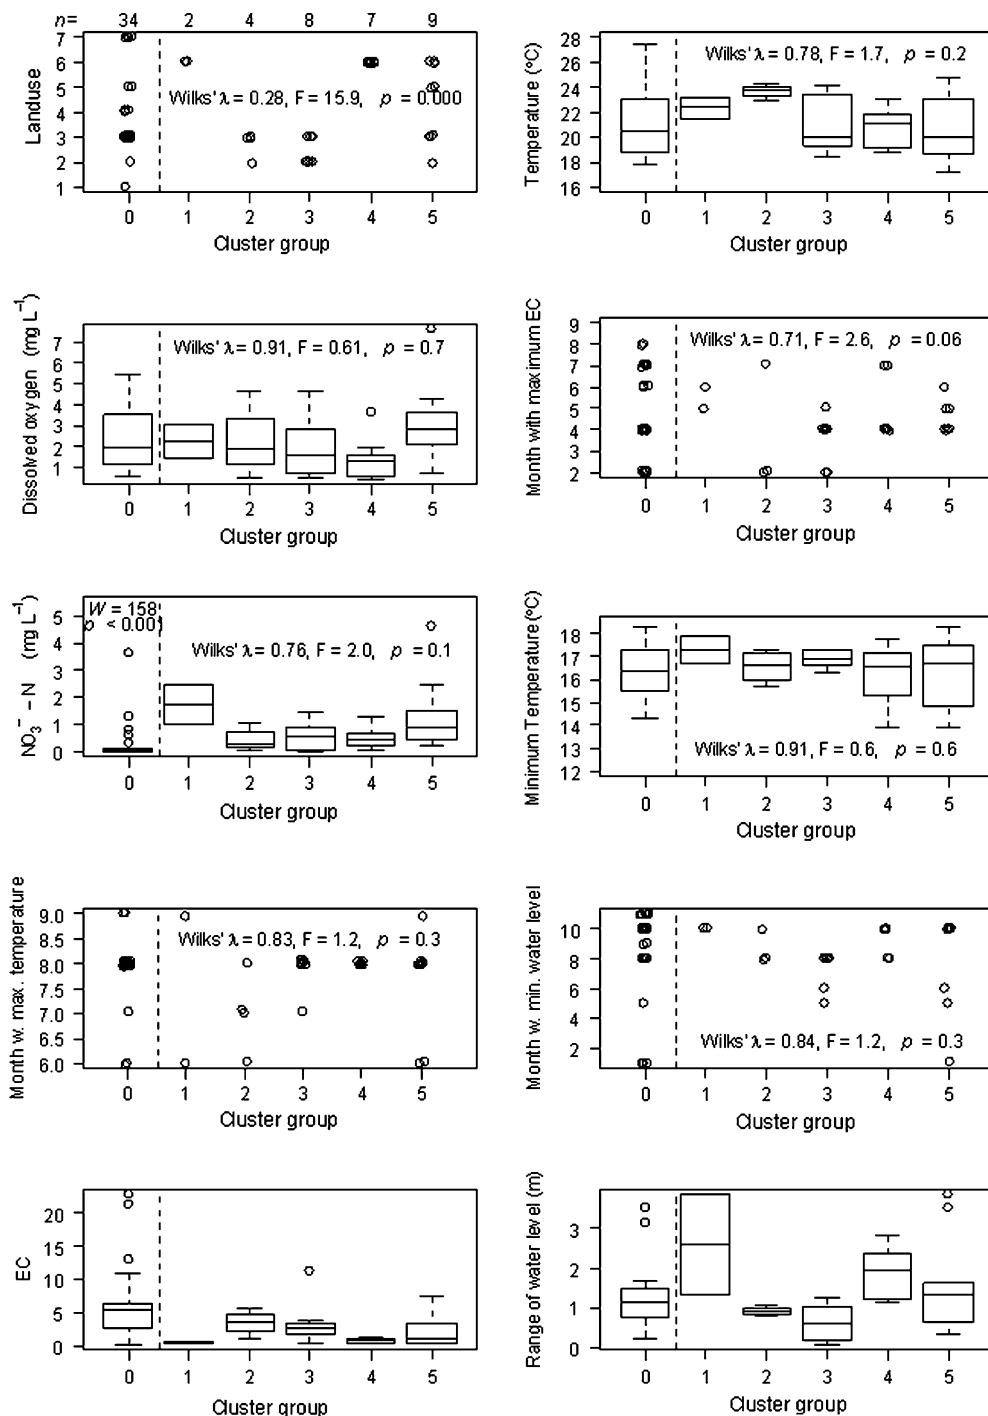 n= 34 2 4 8 7 9
Landuse
7
6
5
4
3
2
1
Wilks' λ = 0.28, F = 15.9, p = 0.000
0 1 2 3 4 5
Cluster group
Temperature (°C)
28
26
24
22
20
18
16
Wilks' λ = 0.78, F = 1.7, p = 0.2
0 1 2 3 4 5
Cluster group
Dissolved oxygen (mg L⁻¹)
7
6
5
4
3
2
1
Wilks' λ = 0.91, F = 0.61, p = 0.7
0 1 2 3 4 5
Cluster group
Month with maximum EC
9
8
7
6
5
4
3
2
Wilks' λ = 0.71, F = 2.6, p = 0.06
0 1 2 3 4 5
Cluster group
NO₃⁻ – N (mg L⁻¹)
5
4
3
2
1
0
W = 158
p < 0.001
Wilks' λ = 0.76, F = 2.0, p = 0.1
0 1 2 3 4 5
Cluster group
Minimum Temperature (°C)
18
17
16
15
14
13
12
Wilks' λ = 0.91, F = 0.6, p = 0.6
0 1 2 3 4 5
Cluster group
Month w. max. temperature
9.0
8.5
8.0
7.5
7.0
6.5
6.0
Wilks' λ = 0.83, F = 1.2, p = 0.3
0 1 2 3 4 5
Cluster group
Month w. min. water level
10
8
6
4
2
Wilks' λ = 0.84, F = 1.2, p = 0.3
0 1 2 3 4 5
Cluster group
EC
20
15
10
5
0
0 1 2 3 4 5
Cluster group
Range of water level (m)
3
2
1
0
0 1 2 3 4 5
Cluster group